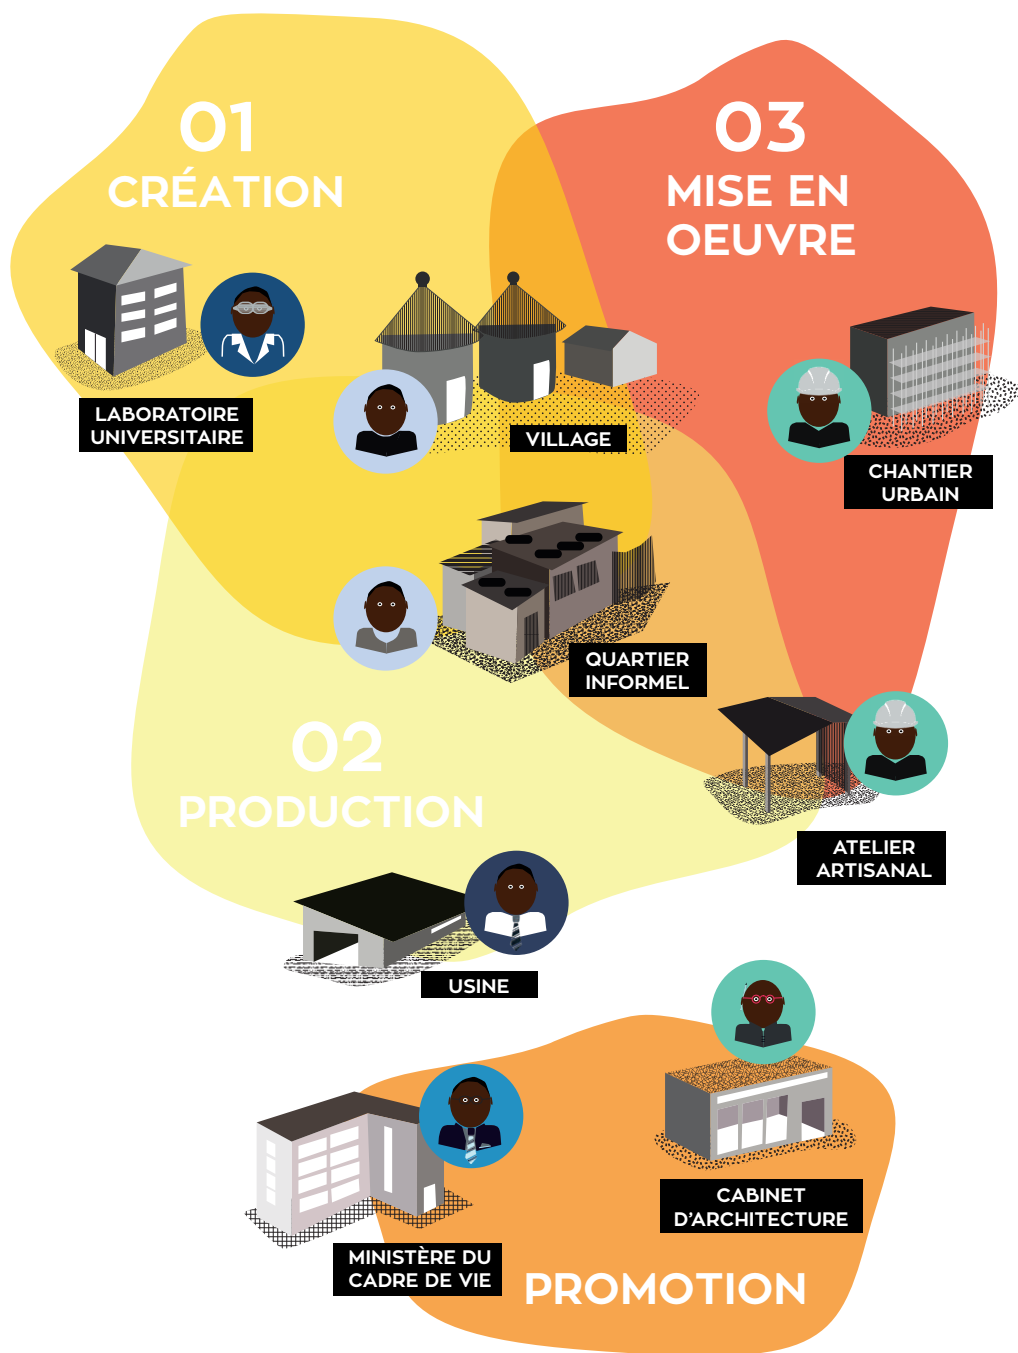 01
CRÉATION
03
MISE EN
OEUVRE
LABORATOIRE
UNIVERSITAIRE
VILLAGE
CHANTIER
URBAIN
QUARTIER
INFORMEL
02
PRODUCTION
ATELIER
ARTISANAL
USINE
CABINET
D'ARCHITECTURE
MINISTÈRE DU
CADRE DE VIE
PROMOTION